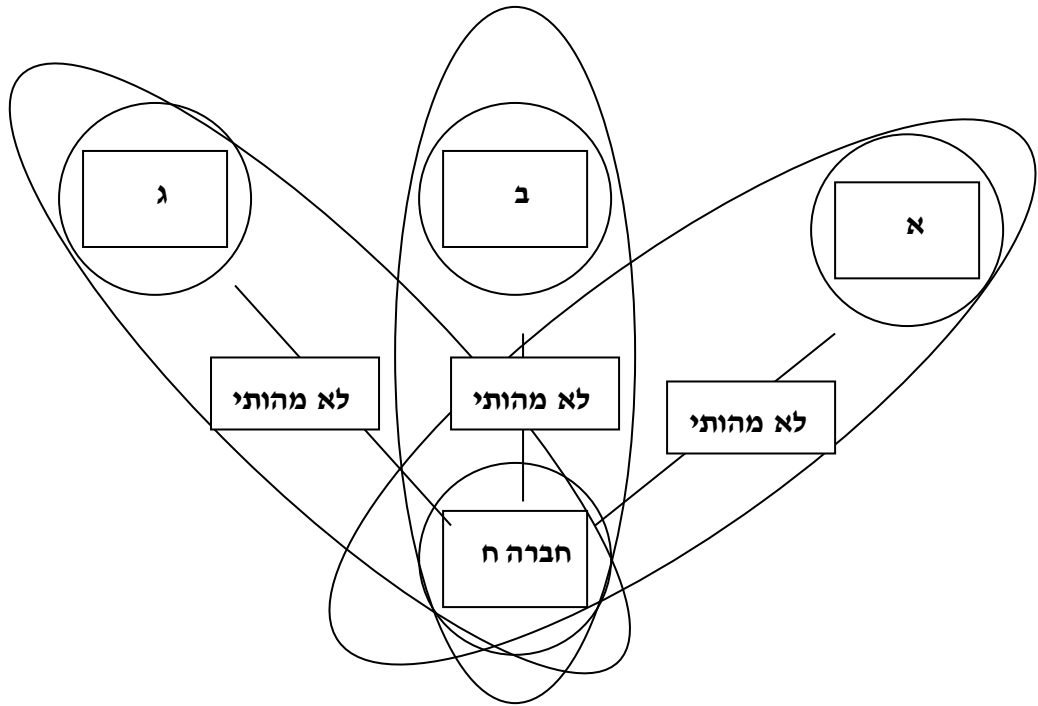 א
ב
ג
לא מהותי
לא מהותי
לא מהותי
חברה ח